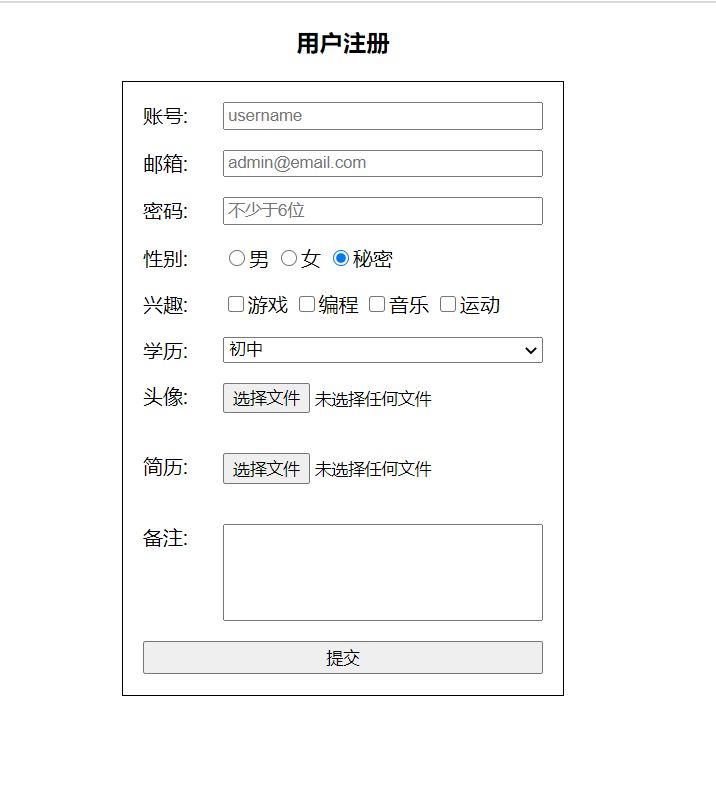 用户注册
账号: username
邮箱: admin@email.com
密码: 不少于6位
性别: 男 女 秘密
兴趣: 游戏 编程 音乐 运动
学历: 初中
头像: 选择文件 未选择任何文件
简历: 选择文件 未选择任何文件
备注:
提交